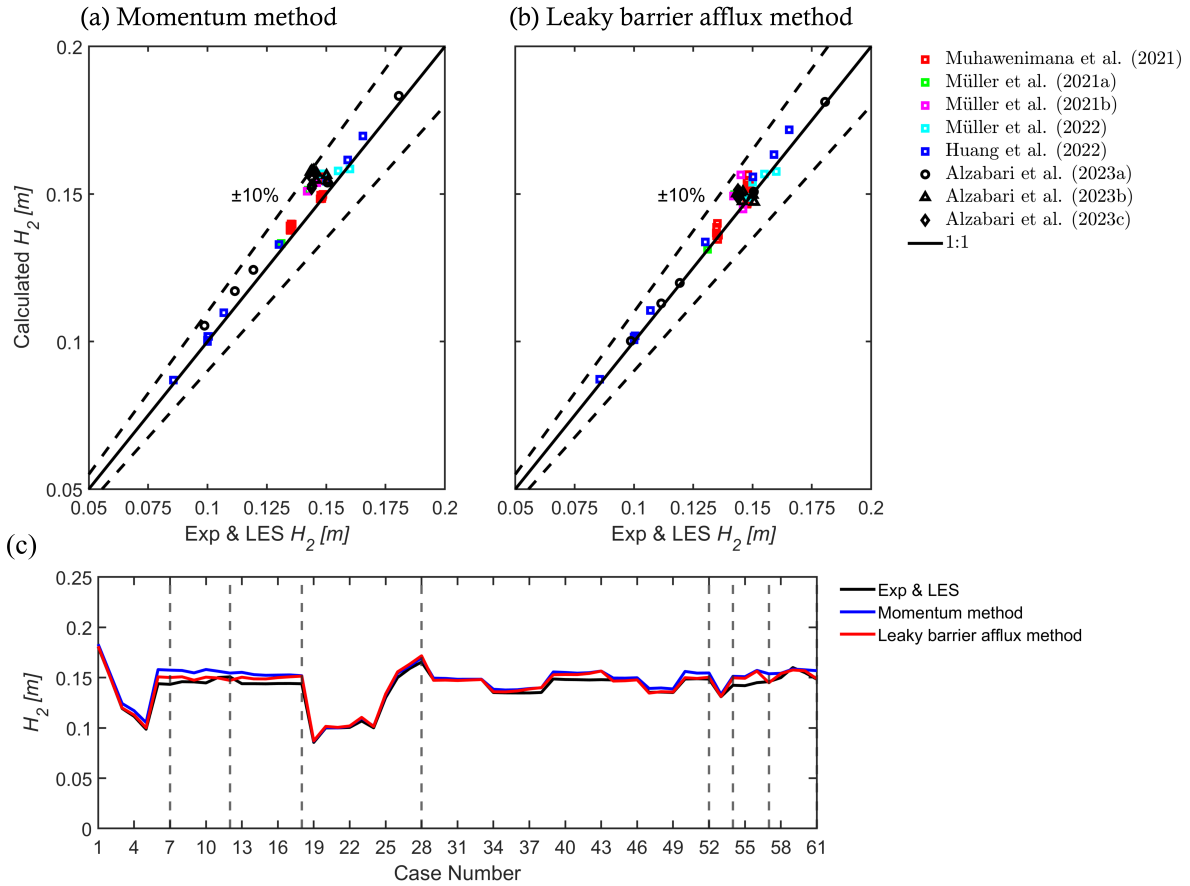 (a) Momentum method
(b) Leaky barrier afflux method
0.2
0.15
0.1
0.05
Calculated H2 [m]
±10%
±10%
0.05 0.075 0.1 0.125 0.15 0.175 0.2
0.05 0.075 0.1 0.125 0.15 0.175 0.2
Exp & LES H2 [m]
Exp & LES H2 [m]
Muhawenimana et al. (2021)
Müller et al. (2021a)
Müller et al. (2021b)
Müller et al. (2022)
Huang et al. (2022)
Alzabari et al. (2023a)
Alzabari et al. (2023b)
Alzabari et al. (2023c)
1:1
(c)
0.25
0.2
0.15
0.1
0.05
0
H2 [m]
1 4 7 10 13 16 19 22 25 28 31 34 37 40 43 46 49 52 55 58 61
Case Number
Exp & LES
Momentum method
Leaky barrier afflux method